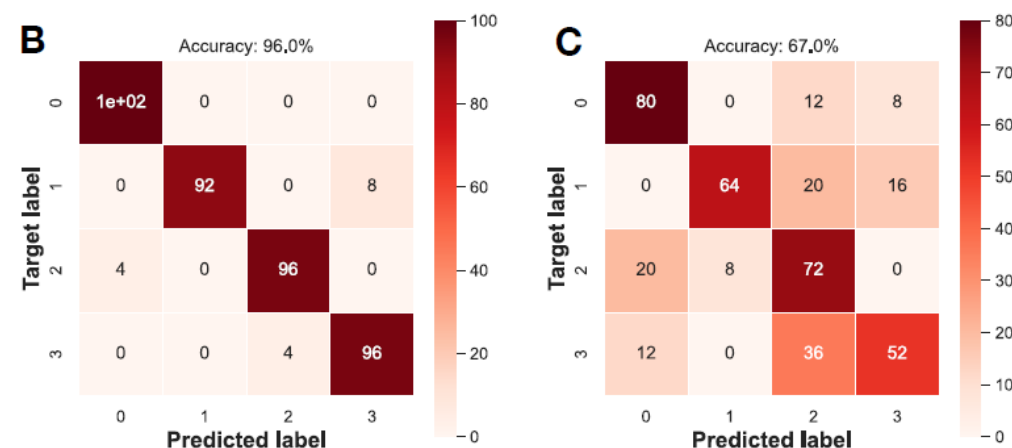 B
Accuracy: 96.0%
100
80
60
40
20
0
Target label
0
1e+02 0 0 0
1
0 92 0 8
2
4 0 96 0
3
0 0 4 96
0 1 2 3
Predicted label
C
Accuracy: 67.0%
80
70
60
50
40
30
20
10
0
Target label
0
80 0 12 8
1
0 64 20 16
2
20 8 72 0
3
12 0 36 52
0 1 2 3
Predicted label